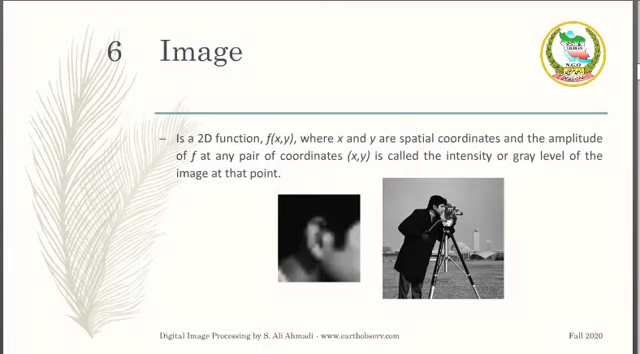 6 Image
– Is a 2D function, f(x,y), where x and y are spatial coordinates and the amplitude
of f at any pair of coordinates (x,y) is called the intensity or gray level of the
image at that point.
N.G.O
Digital Image Processing by S. Ali Ahmadi - www.earthobserv.com
Fall 2020